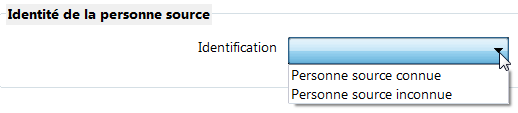 Identité de la personne source
Identification
Personne source connue
Personne source inconnue